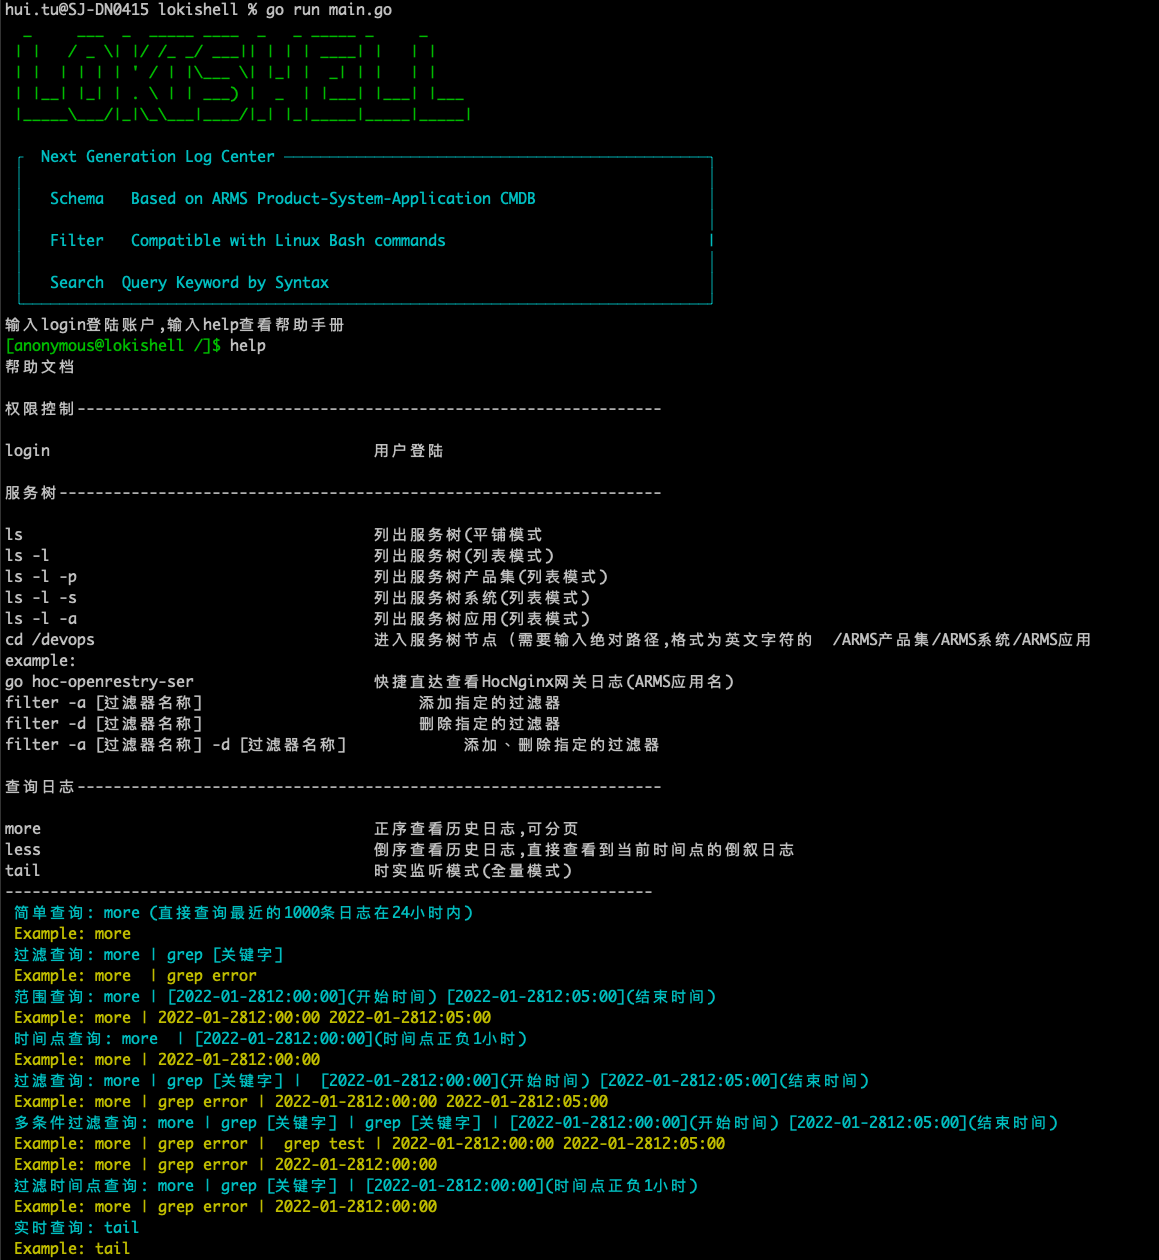 hui.tu@SJ-DN0415 lokishell % go run main.go
LOKISHELL
Next Generation Log Center
Schema   Based on ARMS Product-System-Application CMDB
Filter   Compatible with Linux Bash commands
Search  Query Keyword by Syntax
输入login登陆账户,输入help查看帮助手册
[anonymous@lokishell /]$ help
帮助文档
权限控制-----------------------------------------------------------------
login                                    用户登陆
服务树-------------------------------------------------------------------
ls                                       列出服务树(平铺模式
ls -l                                    列出服务树(列表模式)
ls -l -p                                 列出服务树产品集(列表模式)
ls -l -s                                 列出服务树系统(列表模式)
ls -l -a                                 列出服务树应用(列表模式)
cd /devops                               进入服务树节点 (需要输入绝对路径,格式为英文字符的  /ARMS产品集/ARMS系统/ARMS应用
example:
go hoc-openrestry-ser                    快捷直达查看HocNginx网关日志(ARMS应用名)
filter -a [过滤器名称]                        添加指定的过滤器
filter -d [过滤器名称]                        删除指定的过滤器
filter -a [过滤器名称] -d [过滤器名称]             添加、删除指定的过滤器
查询日志-----------------------------------------------------------------
more                                     正序查看历史日志,可分页
less                                     倒序查看历史日志,直接查看到当前时间点的倒叙日志
tail                                     时实监听模式(全量模式)
------------------------------------------------------------------------
简单查询: more (直接查询最近的1000条日志在24小时内)
Example: more
过滤查询: more | grep [关键字]
Example: more  | grep error
范围查询: more | [2022-01-2812:00:00](开始时间) [2022-01-2812:05:00](结束时间)
Example: more | 2022-01-2812:00:00 2022-01-2812:05:00
时间点查询: more  | [2022-01-2812:00:00](时间点正负1小时)
Example: more | 2022-01-2812:00:00
过滤查询: more | grep [关键字] |  [2022-01-2812:00:00](开始时间) [2022-01-2812:05:00](结束时间)
Example: more | grep error | 2022-01-2812:00:00 2022-01-2812:05:00
多条件过滤查询: more | grep [关键字] | grep [关键字] | [2022-01-2812:00:00](开始时间) [2022-01-2812:05:00](结束时间)
Example: more | grep error |  grep test | 2022-01-2812:00:00 2022-01-2812:05:00
Example: more | grep error | 2022-01-2812:00:00
过滤时间点查询: more | grep [关键字] | [2022-01-2812:00:00](时间点正负1小时)
Example: more | grep error | 2022-01-2812:00:00
实时查询: tail
Example: tail